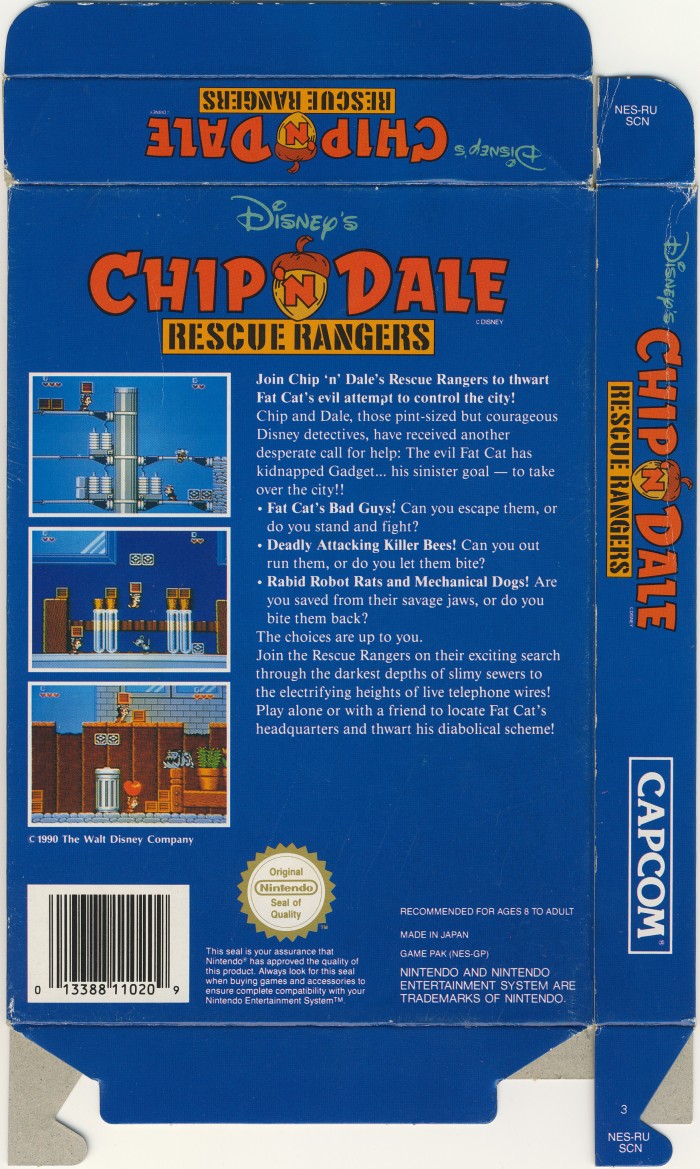 DISNEY'S
CHIP 'N DALE
© DISNEY
RESCUE RANGERS
NES-RU
SCN
DISNEY'S
CHIP 'N DALE
© DISNEY
RESCUE RANGERS
Join Chip ‘n’ Dale’s Rescue Rangers to thwart
Fat Cat’s evil attempt to control the city!
Chip and Dale, those pint-sized but courageous
Disney detectives, have received another
desperate call for help: The evil Fat Cat has
kidnapped Gadget... his sinister goal — to take
over the city!!
• Fat Cat’s Bad Guys! Can you escape them, or
do you stand and fight?
• Deadly Attacking Killer Bees! Can you out
run them, or do you let them bite?
• Rabid Robot Rats and Mechanical Dogs! Are
you saved from their savage jaws, or do you
bite them back?
The choices are up to you.
Join the Rescue Rangers on their exciting search
through the darkest depths of slimy sewers to
the electrifying heights of live telephone wires!
Play alone or with a friend to locate Fat Cat’s
headquarters and thwart his diabolical scheme!
© 1990 The Walt Disney Company
0 13388 11020 9
Original
Nintendo
Seal of
Quality
TM
This seal is your assurance that
Nintendo® has approved the quality of
this product. Always look for this seal
when buying games and accessories to
ensure complete compatibility with your
Nintendo Entertainment System™.
RECOMMENDED FOR AGES 8 TO ADULT
MADE IN JAPAN
GAME PAK (NES-GP)
NINTENDO AND NINTENDO
ENTERTAINMENT SYSTEM ARE
TRADEMARKS OF NINTENDO.
DISNEY'S
CHIP 'N DALE
© DISNEY
RESCUE RANGERS
CAPCOM®
3
NES-RU
SCN